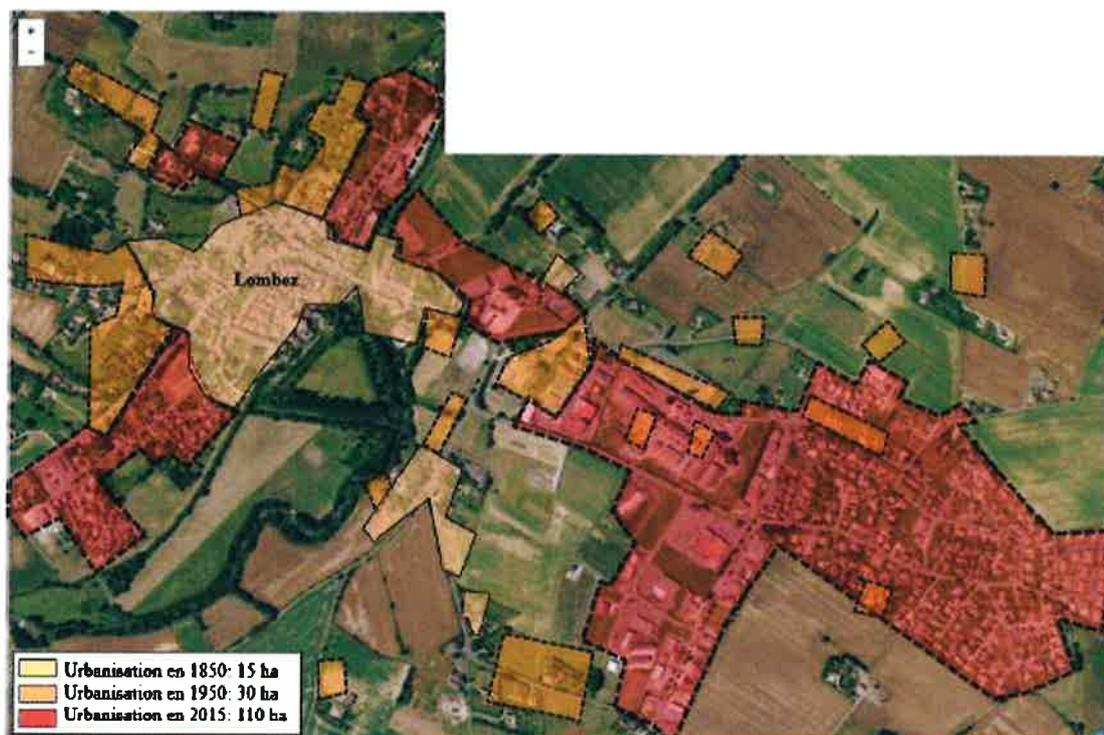 +
-
Lombez
Urbanisation en 1850: 15 ha
Urbanisation en 1950: 30 ha
Urbanisation en 2015: 110 ha